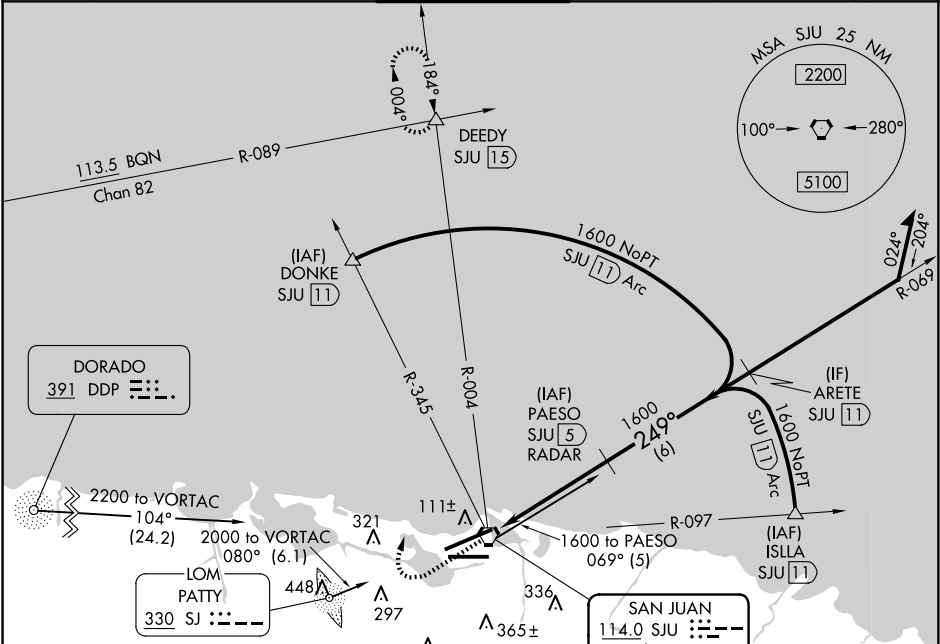 MSA SJU 25 NM
2200
100°
280°
5100
184°
004°
DEEDY
SJU 15
113.5 BQN
Chan 82
R-089
(IAF)
DONKE
SJU 11
1600 NoPT
SJU 11 Arc
024°
204°
R-069
DORADO
391 DDP
R-345
R-004
(IAF)
PAESO
SJU 5
RADAR
1600
249°
(6)
(IF)
ARETE
SJU 11
1600 NoPT
SJU 11 Arc
2200 to VORTAC
104°
(24.2)
2000 to VORTAC
080° (6.1)
321
111±
R-097
1600 to PAESO
069° (5)
(IAF)
ISLLA
SJU 11
LOM
PATTY
330 SJ
448
297
336
365±
SAN JUAN
114.0 SJU